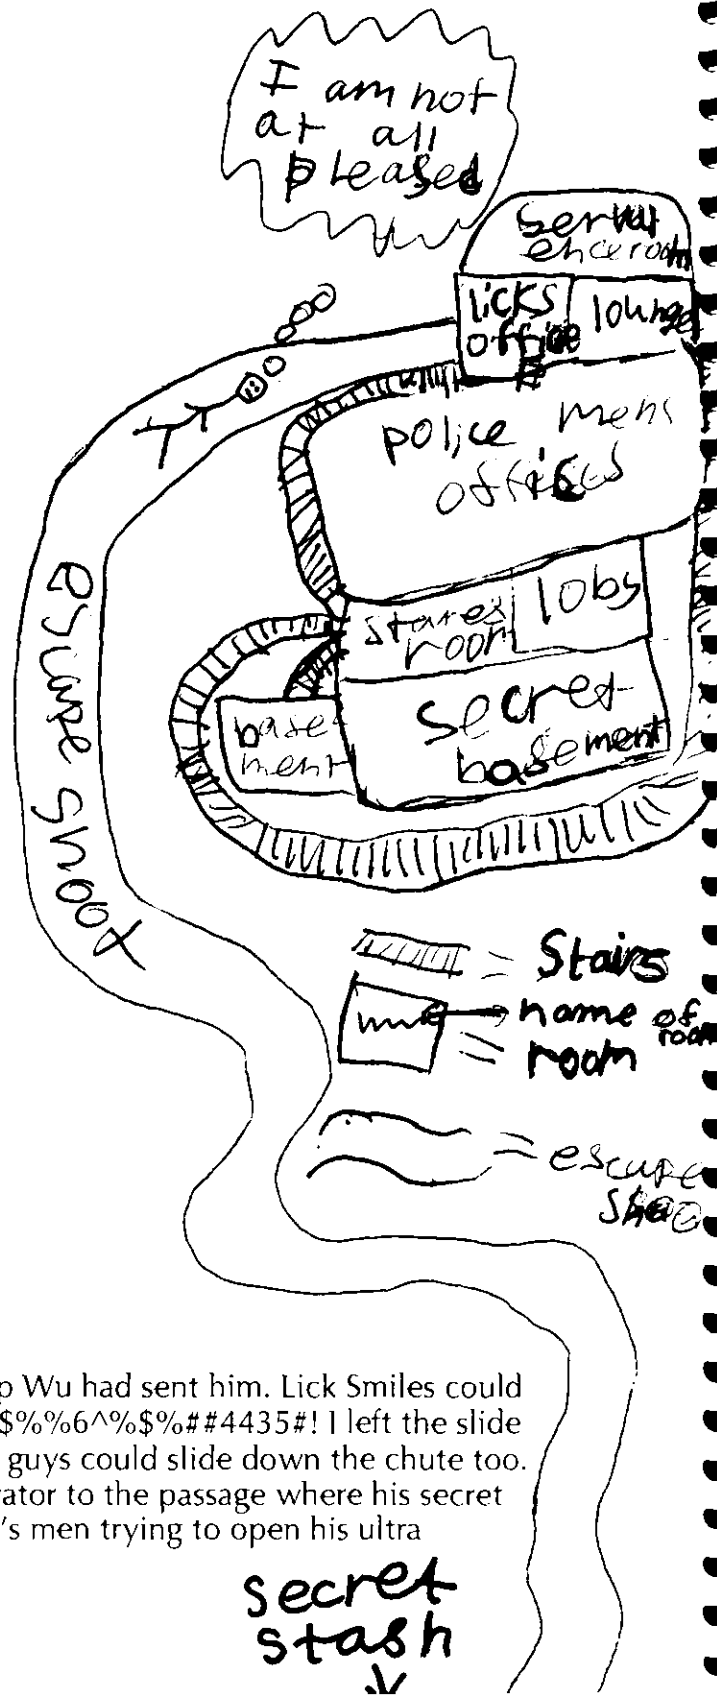 I am not
at all
pleased
servai
ence room
licks
office
lounge
police mens
offices
stares
room
lobs
base
ment
secret
basement
escape shoot
= Stairs
name of
room
= room
= escape
shoo
p Wu had sent him. Lick Smiles could
$%%6^%$%##4435#! I left the slide
guys could slide down the chute too.
rator to the passage where his secret
's men trying to open his ultra
secret
stash